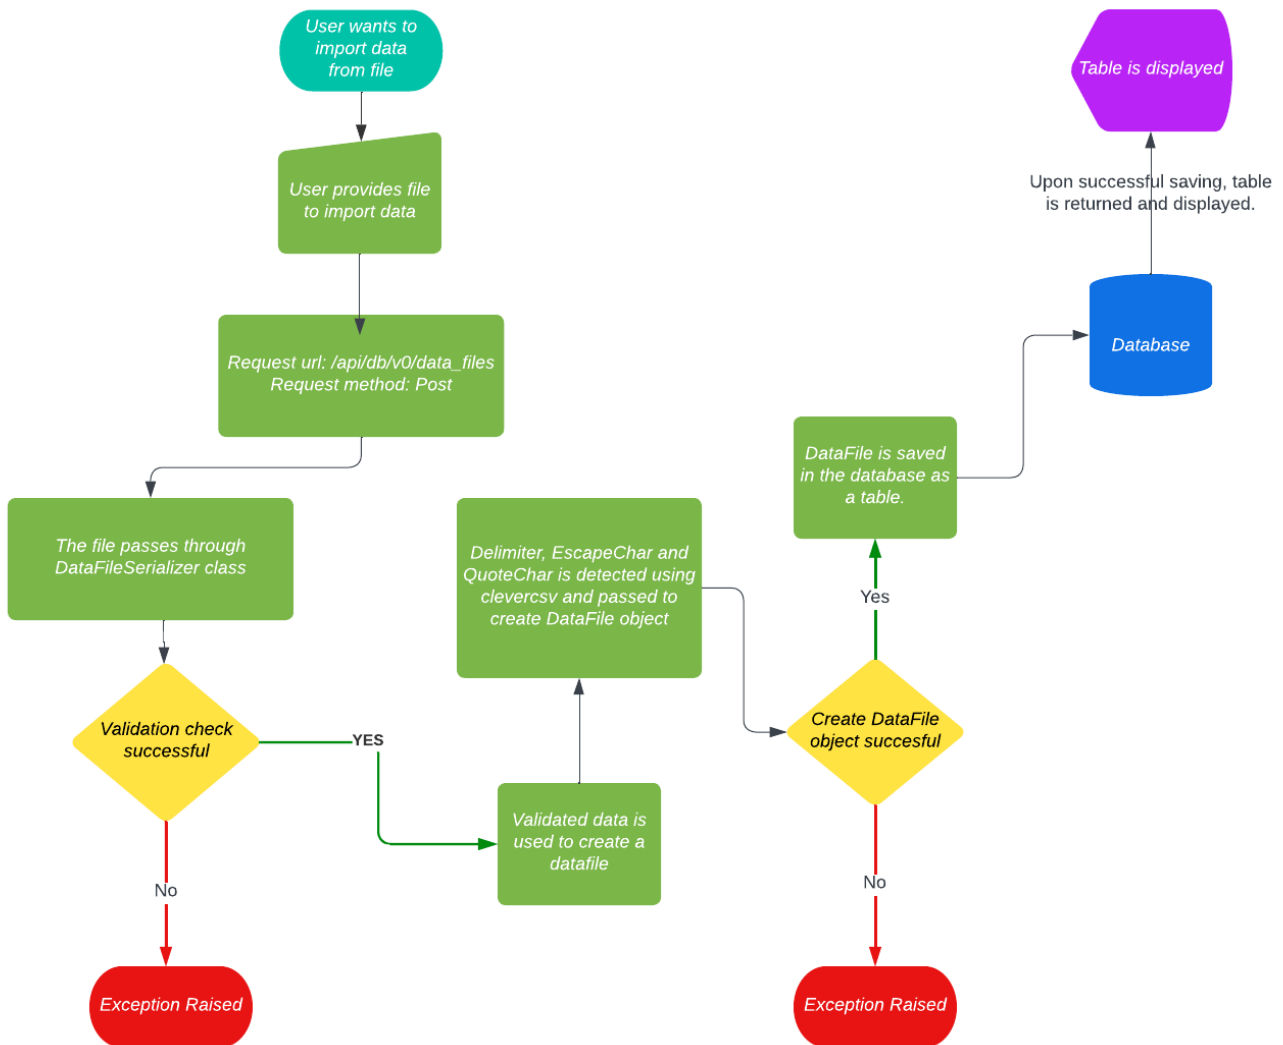 User wants to
import data
from file
User provides file
to import data
Request url: /api/db/v0/data_files
Request method: Post
The file passes through
DataFileSerializer class
Validation check
successful
No
Exception Raised
YES
Validated data is
used to create a
datafile
Delimiter, EscapeChar and
QuoteChar is detected using
clevercsv and passed to
create DataFile object
Create DataFile
object succesful
No
Exception Raised
Yes
DataFile is saved
in the database as
a table.
Database
Upon successful saving, table
is returned and displayed.
Table is displayed